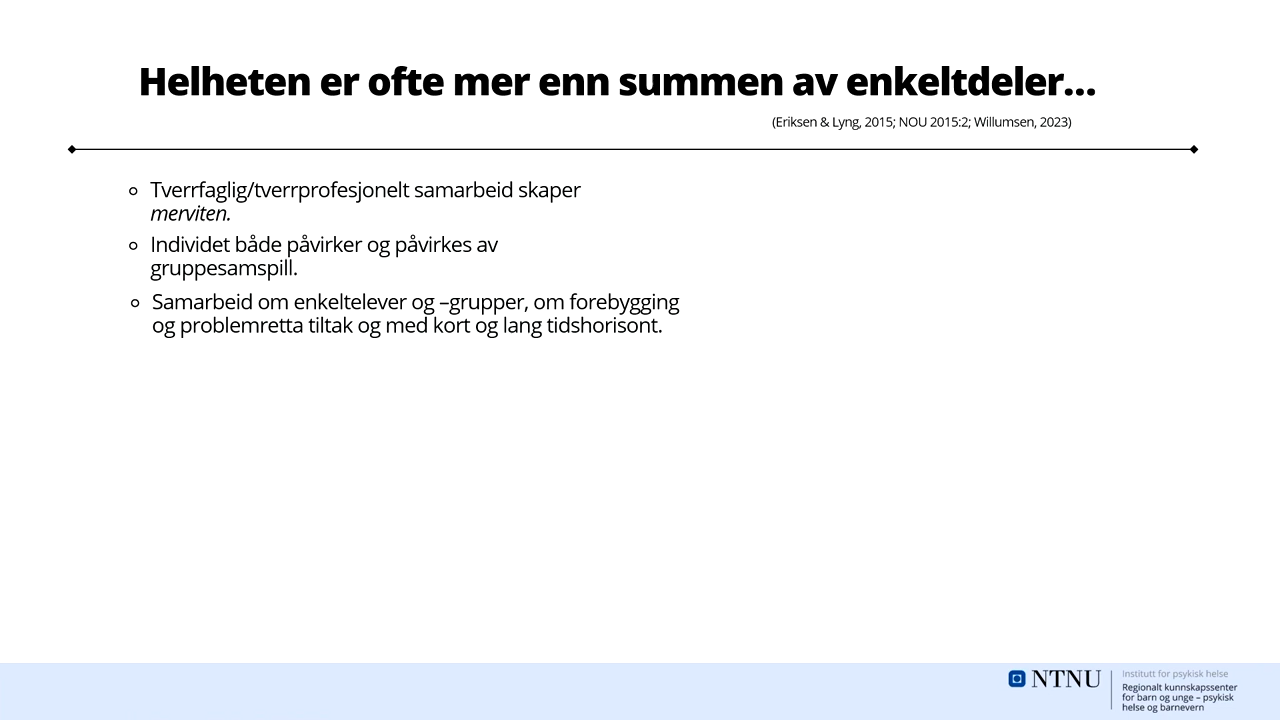 Helheten er ofte mer enn summen av enkeltdeler...
(Eriksen & Lyng, 2015; NOU 2015:2; Willumsen, 2023)
Tverrfaglig/tverrprofesjonelt samarbeid skaper
merviten.
Individet både påvirker og påvirkes av
gruppesamspill.
Samarbeid om enkeltelever og –grupper, om forebygging
og problemretta tiltak og med kort og lang tidshorisont.
NTNU
Institutt for psykisk helse
Regionalt kunnskapssenter
for barn og unge – psykisk
helse og barnevern